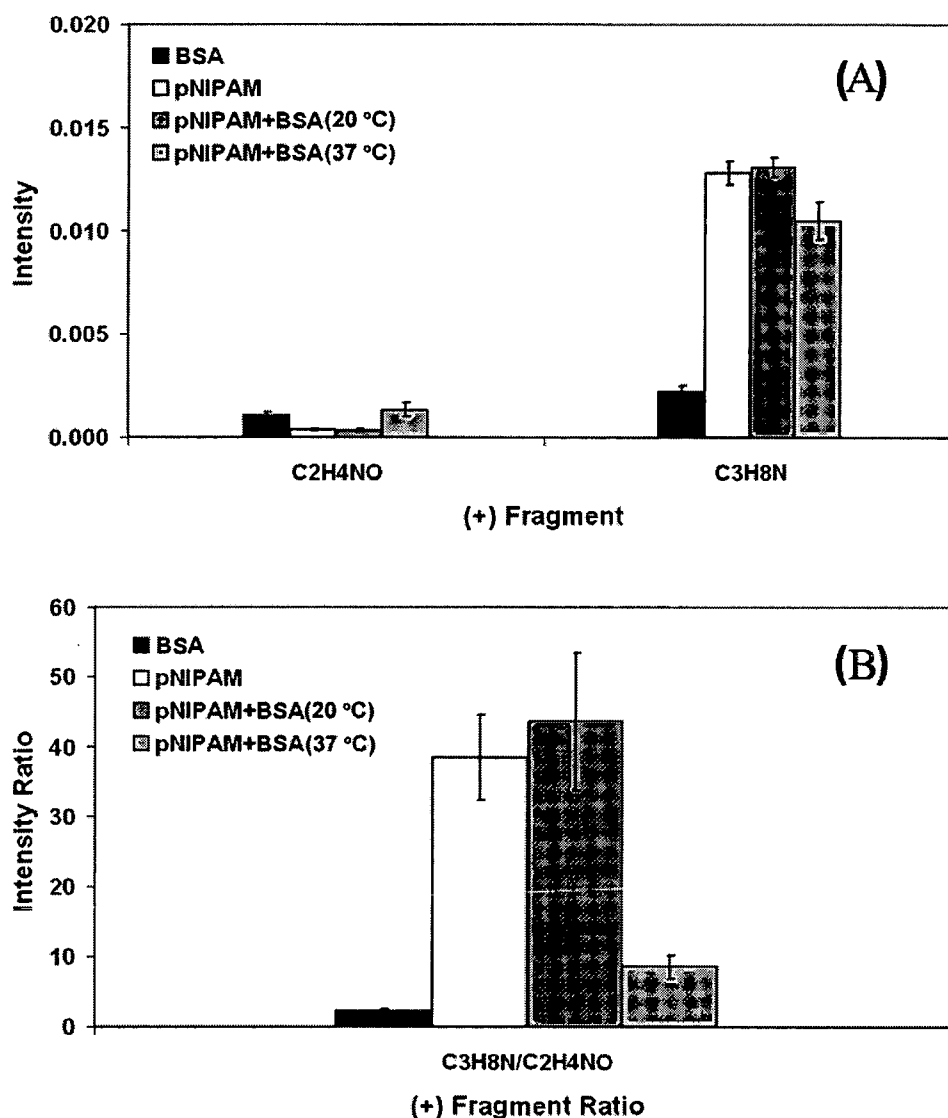 0.020
0.015
0.010
0.005
0.000
Intensity
BSA
pNIPAM
pNIPAM+BSA(20 °C)
pNIPAM+BSA(37 °C)
(A)
C2H4NO
C3H8N
(+) Fragment
60
50
40
30
20
10
0
Intensity Ratio
BSA
pNIPAM
pNIPAM+BSA(20 °C)
pNIPAM+BSA(37 °C)
(B)
C3H8N/C2H4NO
(+) Fragment Ratio